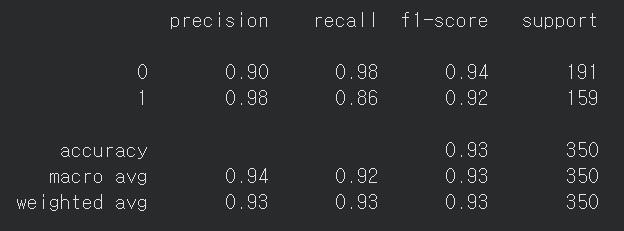 precision recall f1-score support
0 0.90 0.98 0.94 191
1 0.98 0.86 0.92 159
accuracy 0.93 350
macro avg 0.94 0.92 0.93 350
weighted avg 0.93 0.93 0.93 350